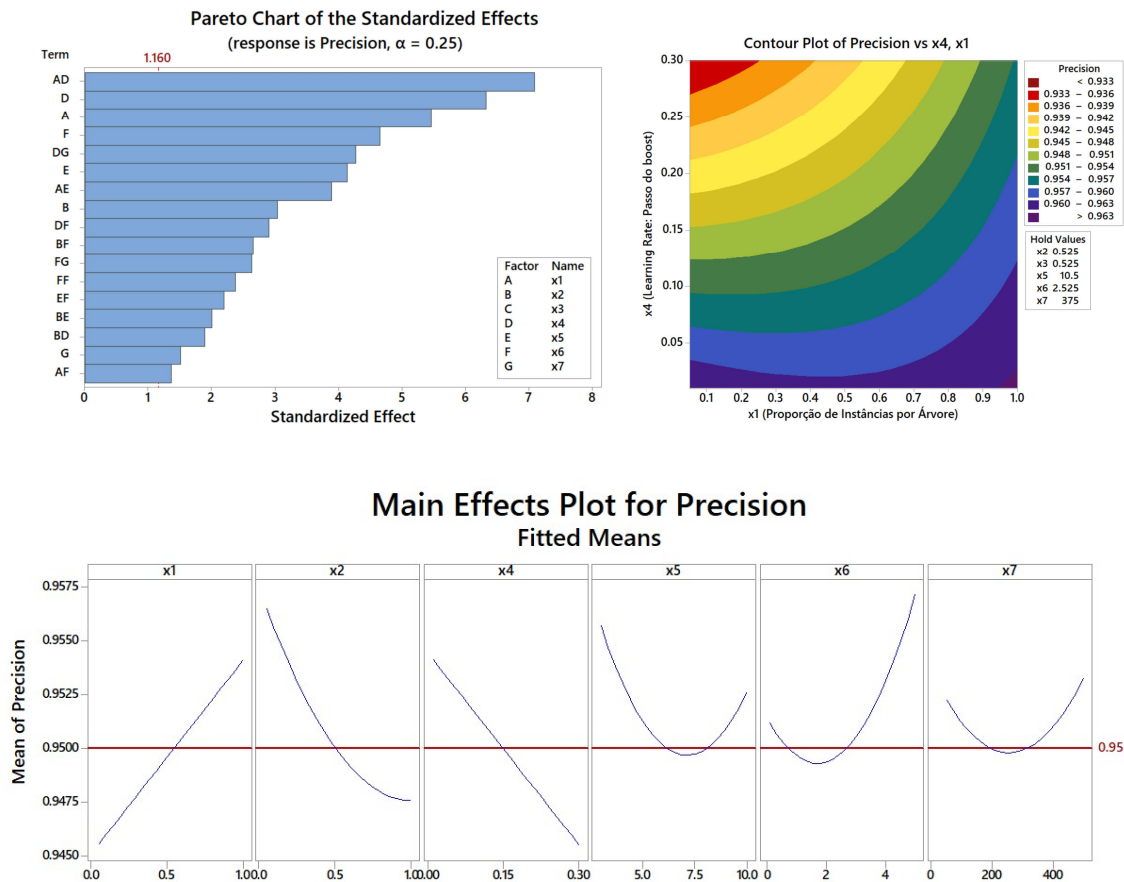 Pareto Chart of the Standardized Effects
(response is Precision, α = 0.25)
Term
1.160
AD
D
A
F
DG
E
AE
B
DF
BF
FG
FF
EF
BE
BD
G
AF
Factor Name
A x1
B x2
C x3
D x4
E x5
F x6
G x7
0 1 2 3 4 5 6 7 8
Standardized Effect
Contour Plot of Precision vs x4, x1
x4 (Learning Rate: Passo do boost)
0.30
0.25
0.20
0.15
0.10
0.05
0.1 0.2 0.3 0.4 0.5 0.6 0.7 0.8 0.9 1.0
x1 (Proporção de Instâncias por Árvore)
Precision
< 0.933
0.933 – 0.936
0.936 – 0.939
0.939 – 0.942
0.942 – 0.945
0.945 – 0.948
0.948 – 0.951
0.951 – 0.954
0.954 – 0.957
0.957 – 0.960
0.960 – 0.963
> 0.963
Hold Values
x2 0.525
x3 0.525
x5 10.5
x6 2.525
x7 375
Main Effects Plot for Precision
Fitted Means
x1 x2 x4 x5 x6 x7
Mean of Precision
0.9575
0.9550
0.9525
0.9500
0.9475
0.9450
0.95
0.0 0.5 1.0 0.0 0.5 1.0 0.00 0.15 0.30 5.0 7.5 10.0 0 2 4 0 200 400